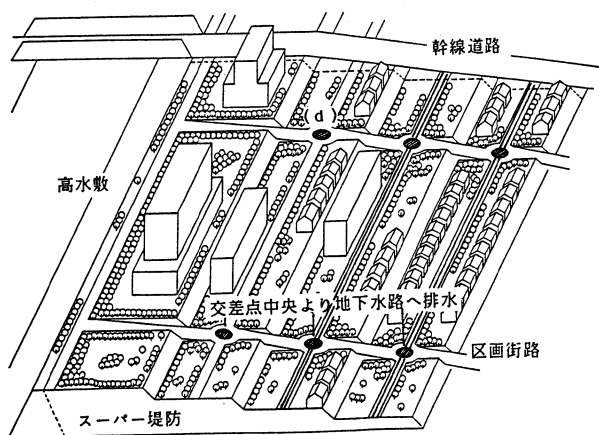 幹線道路
(d)
高水敷
交差点中央より地下水路へ排水
区画街路
スーパー堤防